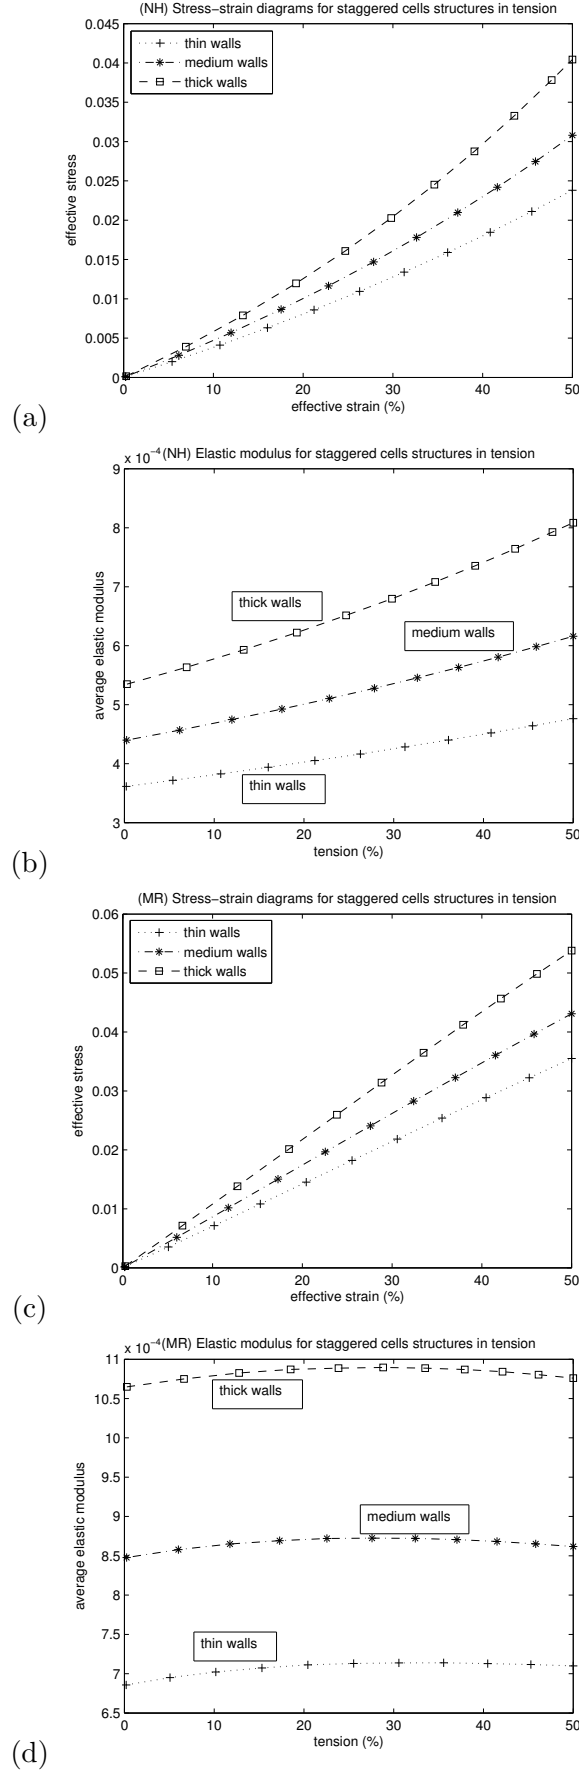 (NH) Stress−strain diagrams for staggered cells structures in tension
0.045
0.04
0.035
0.03
0.025
0.02
0.015
0.01
0.005
0
effective stress
thin walls
medium walls
thick walls
0 10 20 30 40 50
effective strain (%)
(a)
x 10⁻⁴ (NH) Elastic modulus for staggered cells structures in tension
9
8
7
6
5
4
3
average elastic modulus
thick walls
medium walls
thin walls
0 10 20 30 40 50
tension (%)
(b)
(MR) Stress−strain diagrams for staggered cells structures in tension
0.06
0.05
0.04
0.03
0.02
0.01
0
effective stress
thin walls
medium walls
thick walls
0 10 20 30 40 50
effective strain (%)
(c)
x 10⁻⁴ (MR) Elastic modulus for staggered cells structures in tension
11
10.5
10
9.5
9
8.5
8
7.5
7
6.5
average elastic modulus
thick walls
medium walls
thin walls
0 10 20 30 40 50
tension (%)
(d)